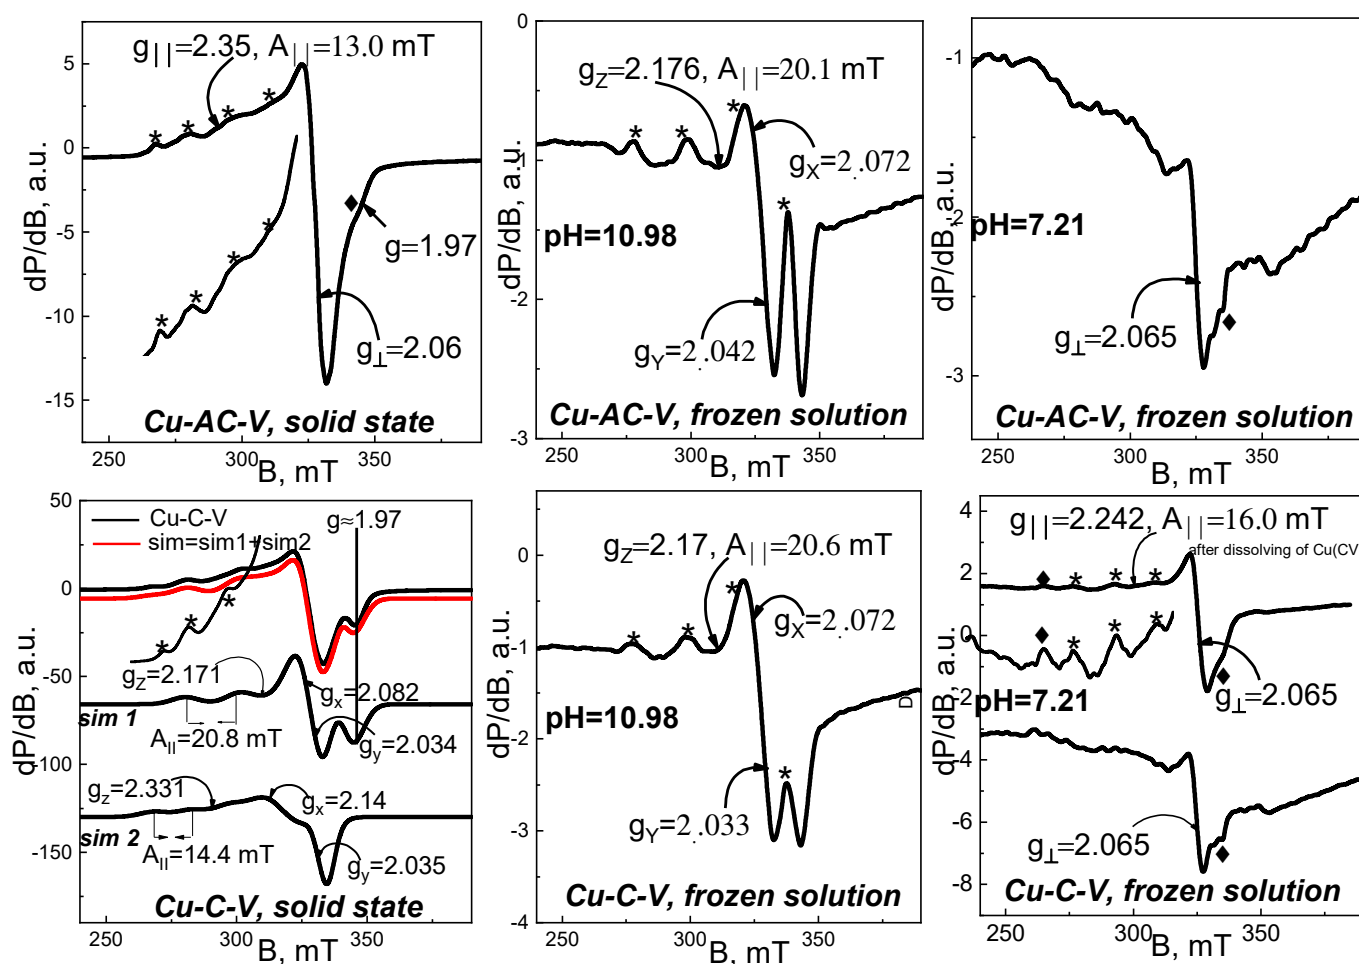 g||=2.35, A||=13.0 mT
5
0
-5
-10
-15
dP/dB, a.u.
* * * *
* * * *
♦
g=1.97
g⊥=2.06
Cu-AC-V, solid state
250 300 350
B, mT
0
-1
-2
-3
dP/dB, a.u.
gZ=2.176, A||=20.1 mT
* * * *
gX=2.072
pH=10.98
gY=2.042
Cu-AC-V, frozen solution
250 300 350
B, mT
-1
-2
-3
dP/dB, a.u.
pH=7.21
g⊥=2.065
♦
Cu-AC-V, frozen solution
250 300 350
B, mT
50
0
-50
-100
-150
dP/dB, a.u.
Cu-C-V
sim=sim1+sim2
g≈1.97
* * *
gz=2.171
gx=2.082
sim 1
AII=20.8 mT
gy=2.034
gz=2.331
gx=2.14
sim 2
AII=14.4 mT
gy=2.035
Cu-C-V, solid state
250 300 350
B, mT
0
-1
-2
-3
-4
dP/dB, a.u.
gZ=2.17, A||=20.6 mT
* * * *
gX=2.072
pH=10.98
D
gY=2.033
Cu-C-V, frozen solution
250 300 350
B, mT
4
2
0
-2
-4
-6
-8
dP/dB, a.u.
g||=2.242, A||=16.0 mT
after dissolving of Cu(CV
♦ * * *
♦ * * *
♦
pH=7.21
g⊥=2.065
g⊥=2.065
♦
Cu-C-V, frozen solution
250 300 350
B, mT